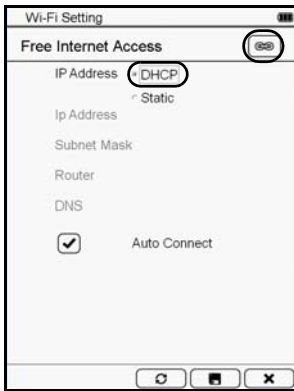 Wi-Fi Setting
Free Internet Access
IP Address DHCP
Static
Ip Address
Subnet Mask
Router
DNS
Auto Connect